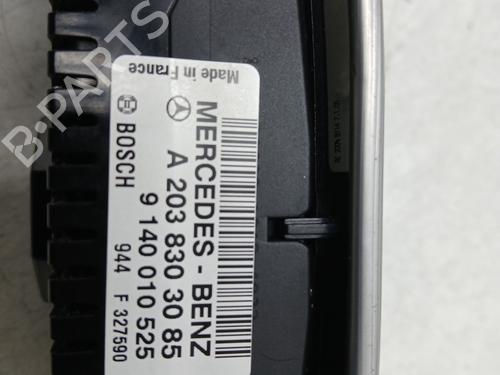 Made in France
MERCEDES - BENZ
A 203 830 30 85
BOSCH
9 140 010 525
944 F 327590
B-PARTS